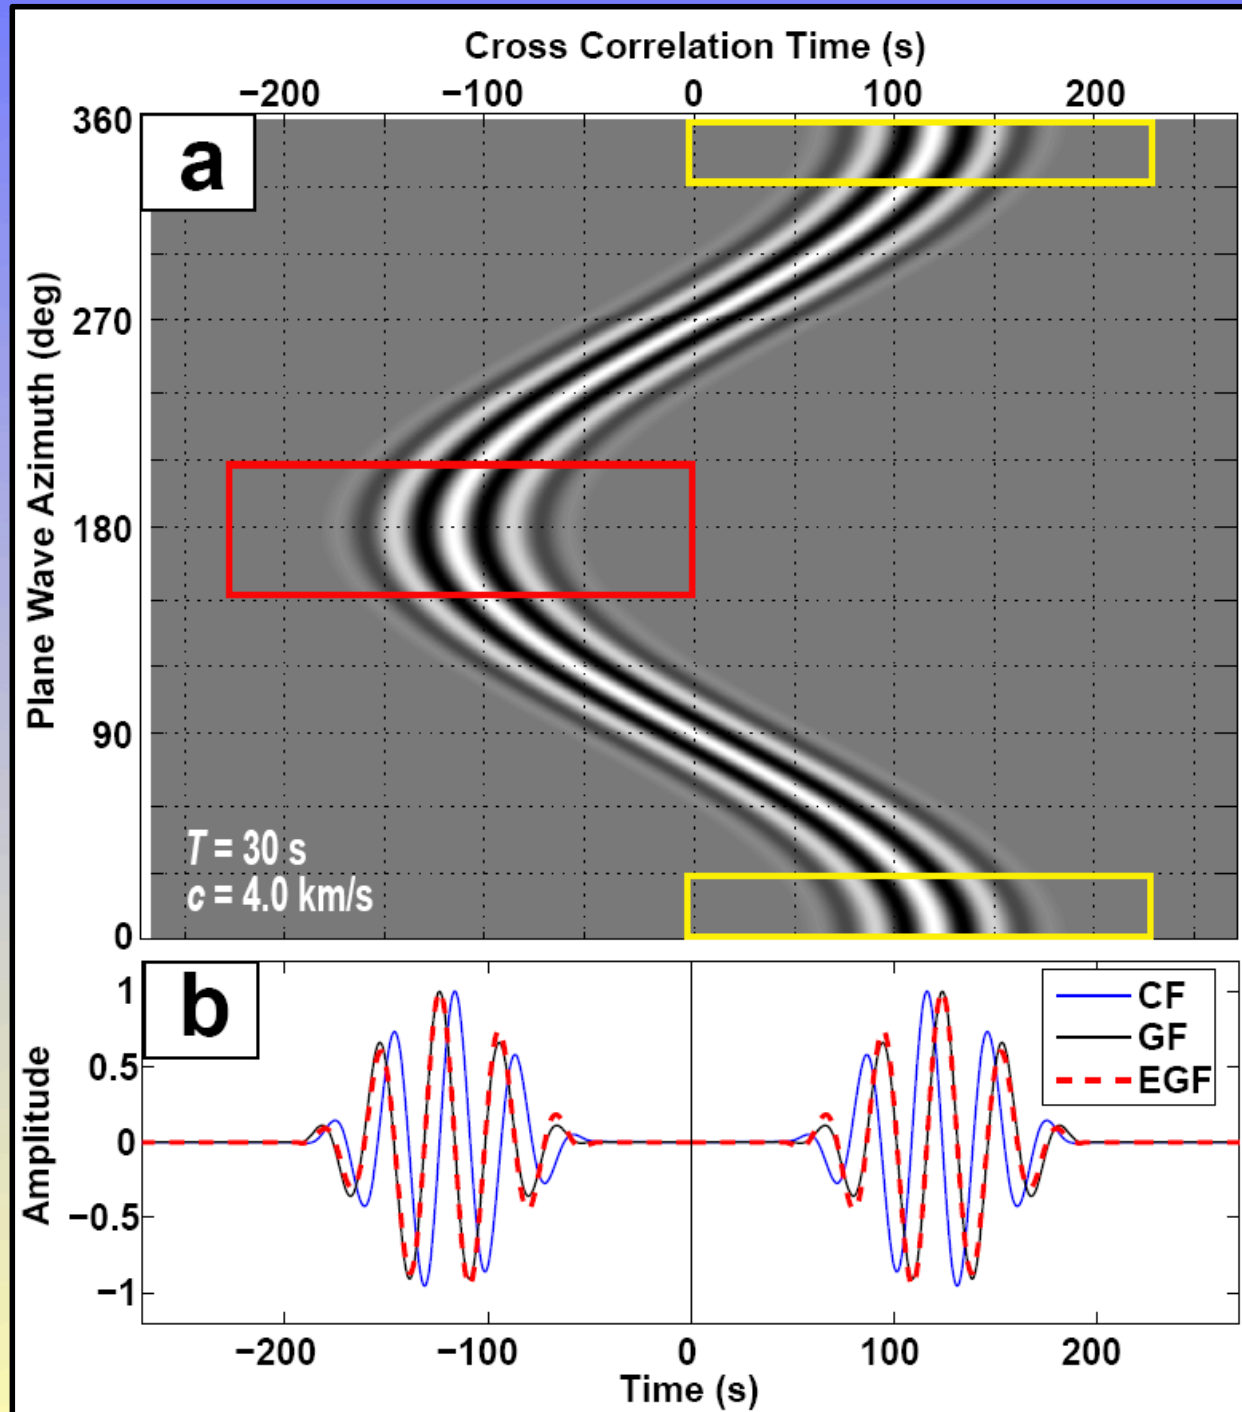 Cross Correlation Time (s)
−200 −100 0 100 200
a
Plane Wave Azimuth (deg)
360
270
180
90
0
T = 30 s
c = 4.0 km/s
b
Amplitude
1
0.5
0
−0.5
−1
CF
GF
EGF
−200 −100 0 100 200
Time (s)